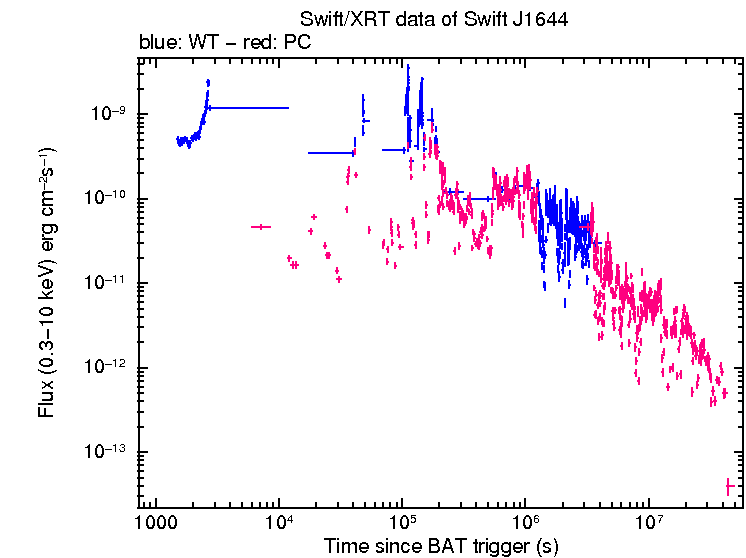 Swift/XRT data of Swift J1644
blue: WT − red: PC
Flux (0.3−10 keV) erg cm⁻²s⁻¹)
10⁻⁹
10⁻¹⁰
10⁻¹¹
10⁻¹²
10⁻¹³
1000 10⁴ 10⁵ 10⁶ 10⁷
Time since BAT trigger (s)